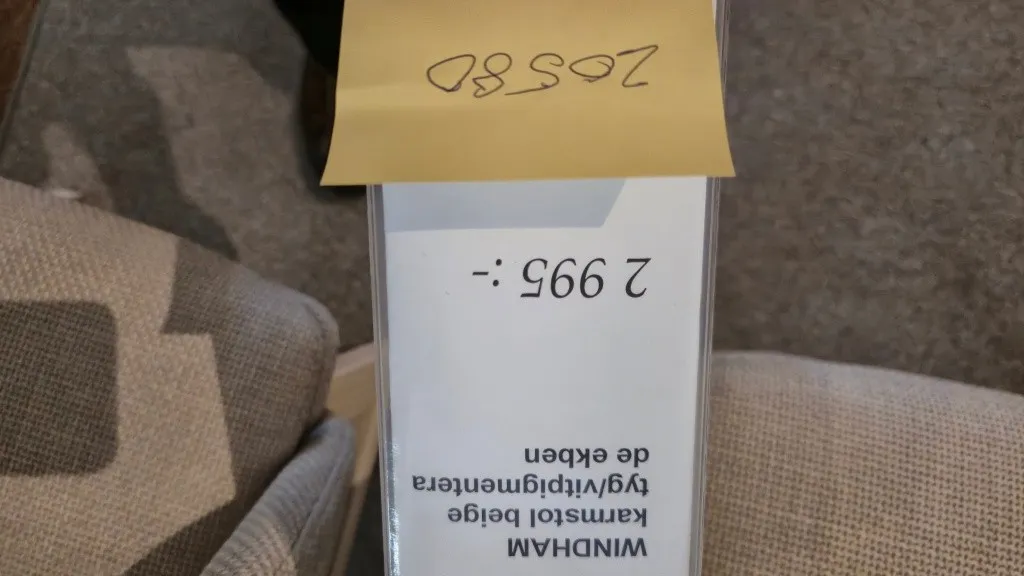 WINDHAM
karmstol beige
tyg/vitpigmentera
de ekben
2 995 :-
20580